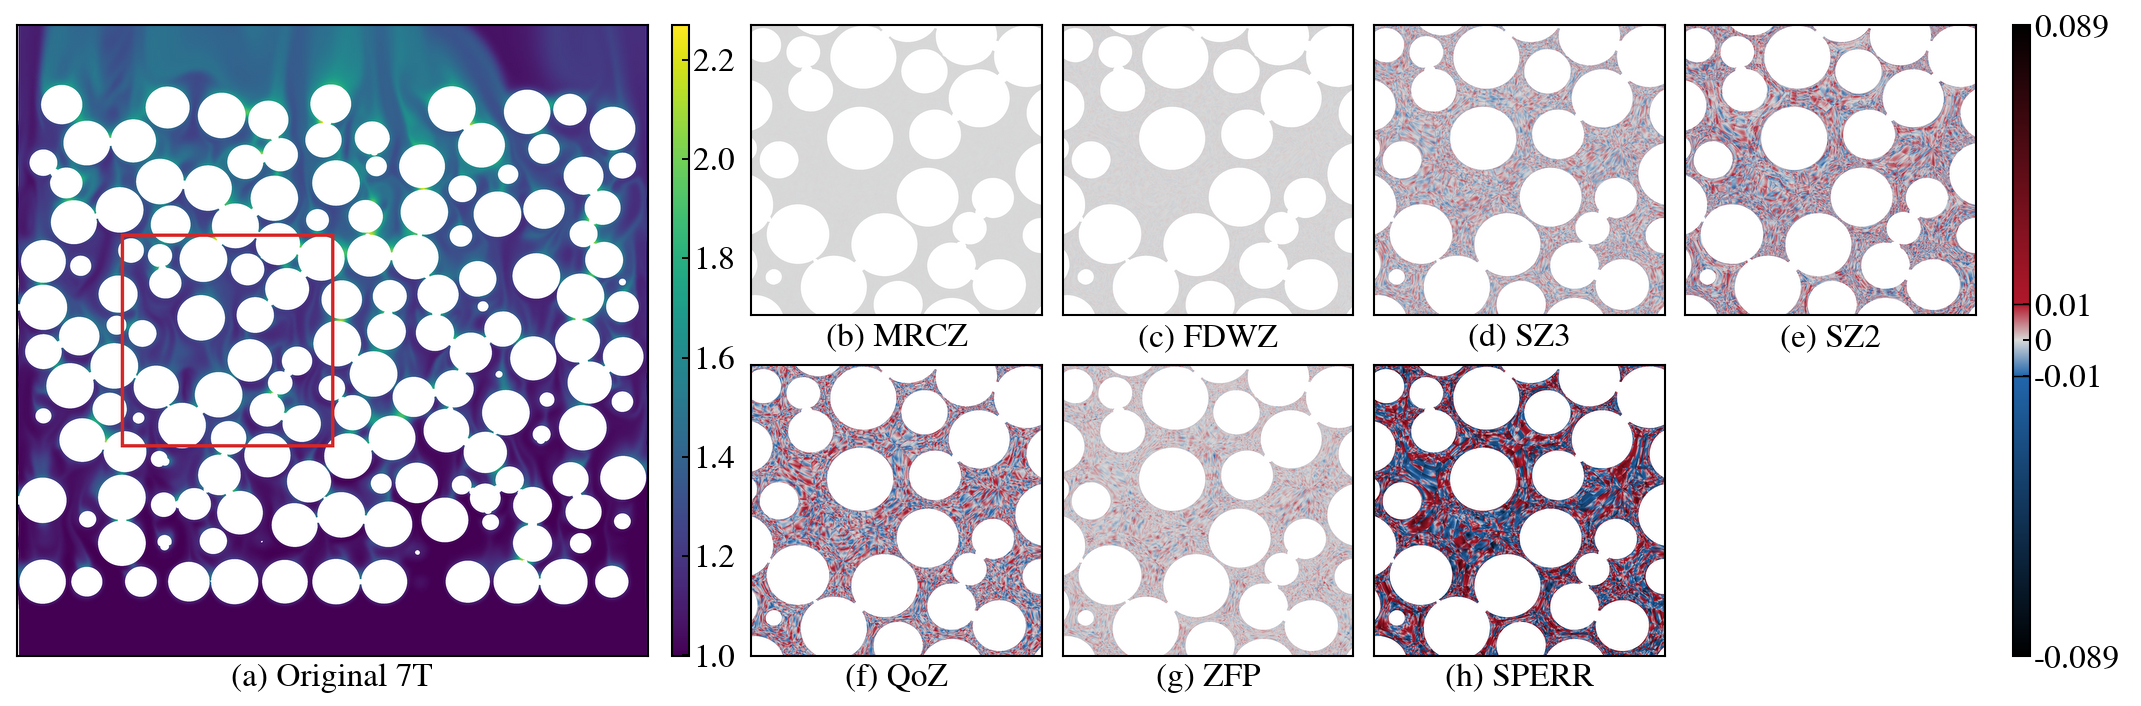 2.2
2.0
1.8
1.6
1.4
1.2
1.0
(a) Original 7T
(b) MRCZ
(c) FDWZ
(d) SZ3
(e) SZ2
(f) QoZ
(g) ZFP
(h) SPERR
0.089
0.01
0
-0.01
-0.089